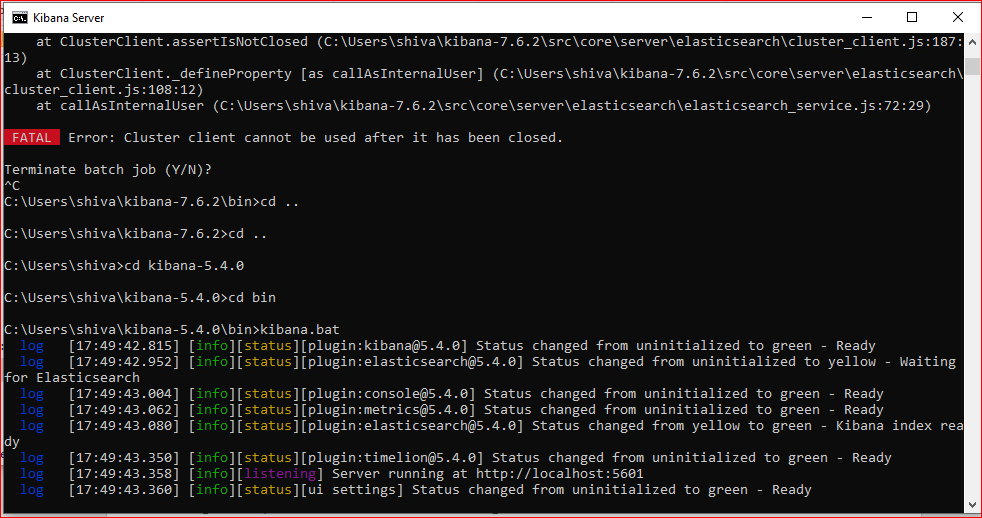 Kibana Server
at ClusterClient.assertIsNotClosed (C:\Users\shiva\kibana-7.6.2\src\core\server\elasticsearch\cluster_client.js:187:
13)
at ClusterClient._defineProperty [as callAsInternalUser] (C:\Users\shiva\kibana-7.6.2\src\core\server\elasticsearch\
cluster_client.js:108:12)
at callAsInternalUser (C:\Users\shiva\kibana-7.6.2\src\core\server\elasticsearch\elasticsearch_service.js:72:29)
FATAL Error: Cluster client cannot be used after it has been closed.
Terminate batch job (Y/N)?
^C
C:\Users\shiva\kibana-7.6.2\bin>cd ..
C:\Users\shiva\kibana-7.6.2>cd ..
C:\Users\shiva>cd kibana-5.4.0
C:\Users\shiva\kibana-5.4.0>cd bin
C:\Users\shiva\kibana-5.4.0\bin>kibana.bat
log [17:49:42.815] [info][status][plugin:kibana@5.4.0] Status changed from uninitialized to green - Ready
log [17:49:42.952] [info][status][plugin:elasticsearch@5.4.0] Status changed from uninitialized to yellow - Waiting
for Elasticsearch
log [17:49:43.004] [info][status][plugin:console@5.4.0] Status changed from uninitialized to green - Ready
log [17:49:43.062] [info][status][plugin:metrics@5.4.0] Status changed from uninitialized to green - Ready
log [17:49:43.080] [info][status][plugin:elasticsearch@5.4.0] Status changed from yellow to green - Kibana index rea
dy
log [17:49:43.350] [info][status][plugin:timelion@5.4.0] Status changed from uninitialized to green - Ready
log [17:49:43.358] [info][listening] Server running at http://localhost:5601
log [17:49:43.360] [info][status][ui settings] Status changed from uninitialized to green - Ready